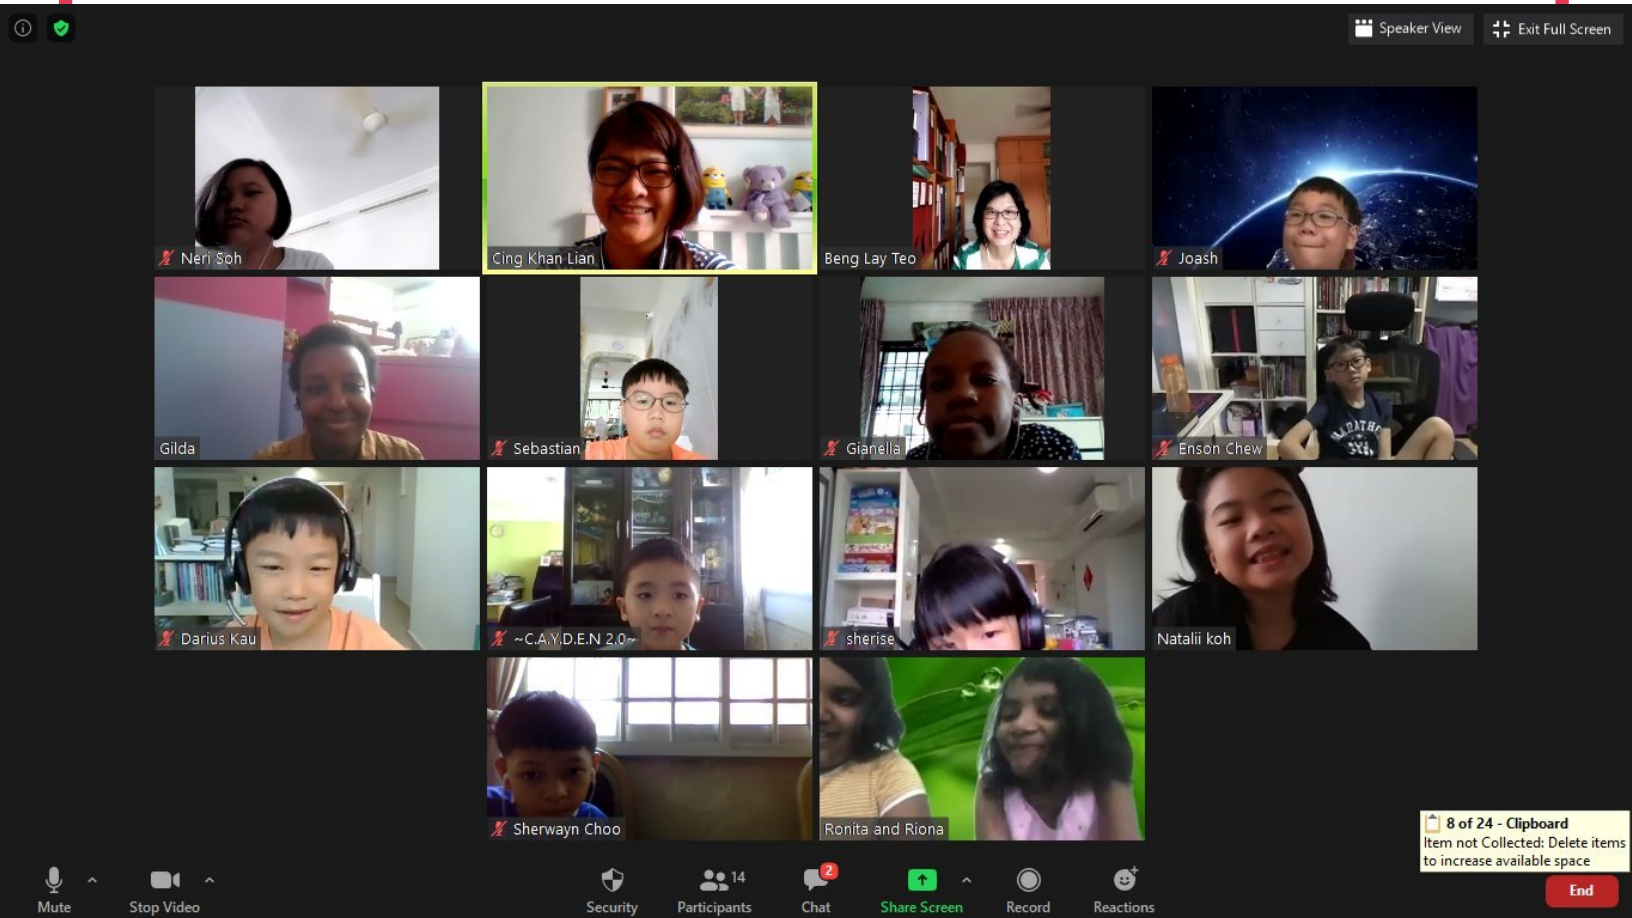 Speaker View
Exit Full Screen
Neri Soh
Cing Khan Lian
Beng Lay Teo
Joash
Gilda
Sebastian
Gianella
Enson Chew
Darius Kau
~C.A.Y.D.E.N 2.0~
sherise
Natalii koh
Sherwayn Choo
Ronita and Riona
8 of 24 - Clipboard
Item not Collected: Delete items
to increase available space
14
2
Mute
Stop Video
Security
Participants
Chat
Share Screen
Record
Reactions
End